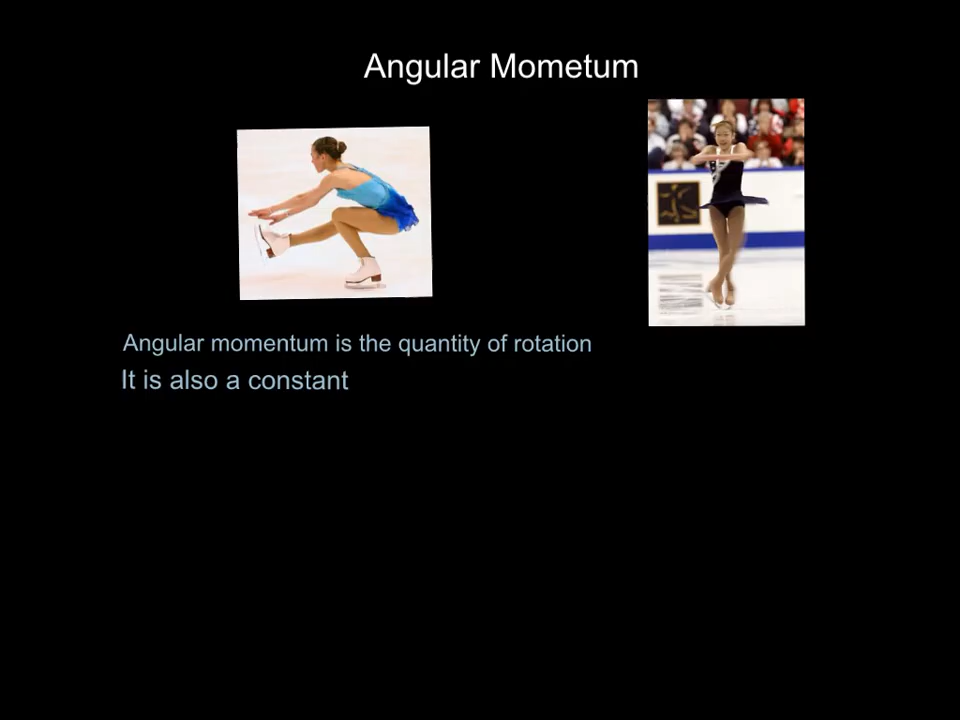 Angular Mometum
Angular momentum is the quantity of rotation
It is also a constant